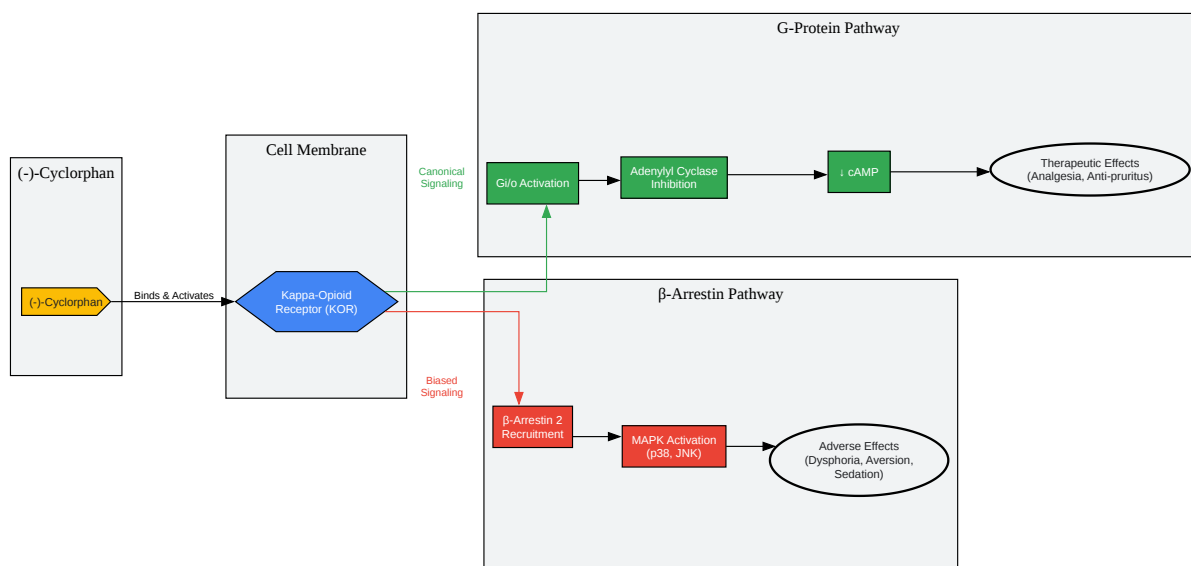 (-)-Cyclorphan
(-)-Cyclorphan
Binds & Activates
Cell Membrane
Kappa-Opioid
Receptor (KOR)
Canonical
Signaling
Biased
Signaling
G-Protein Pathway
Gi/o Activation
Adenylyl Cyclase
Inhibition
↓ cAMP
Therapeutic Effects
(Analgesia, Anti-pruritus)
β-Arrestin Pathway
β-Arrestin 2
Recruitment
MAPK Activation
(p38, JNK)
Adverse Effects
(Dysphoria, Aversion,
Sedation)